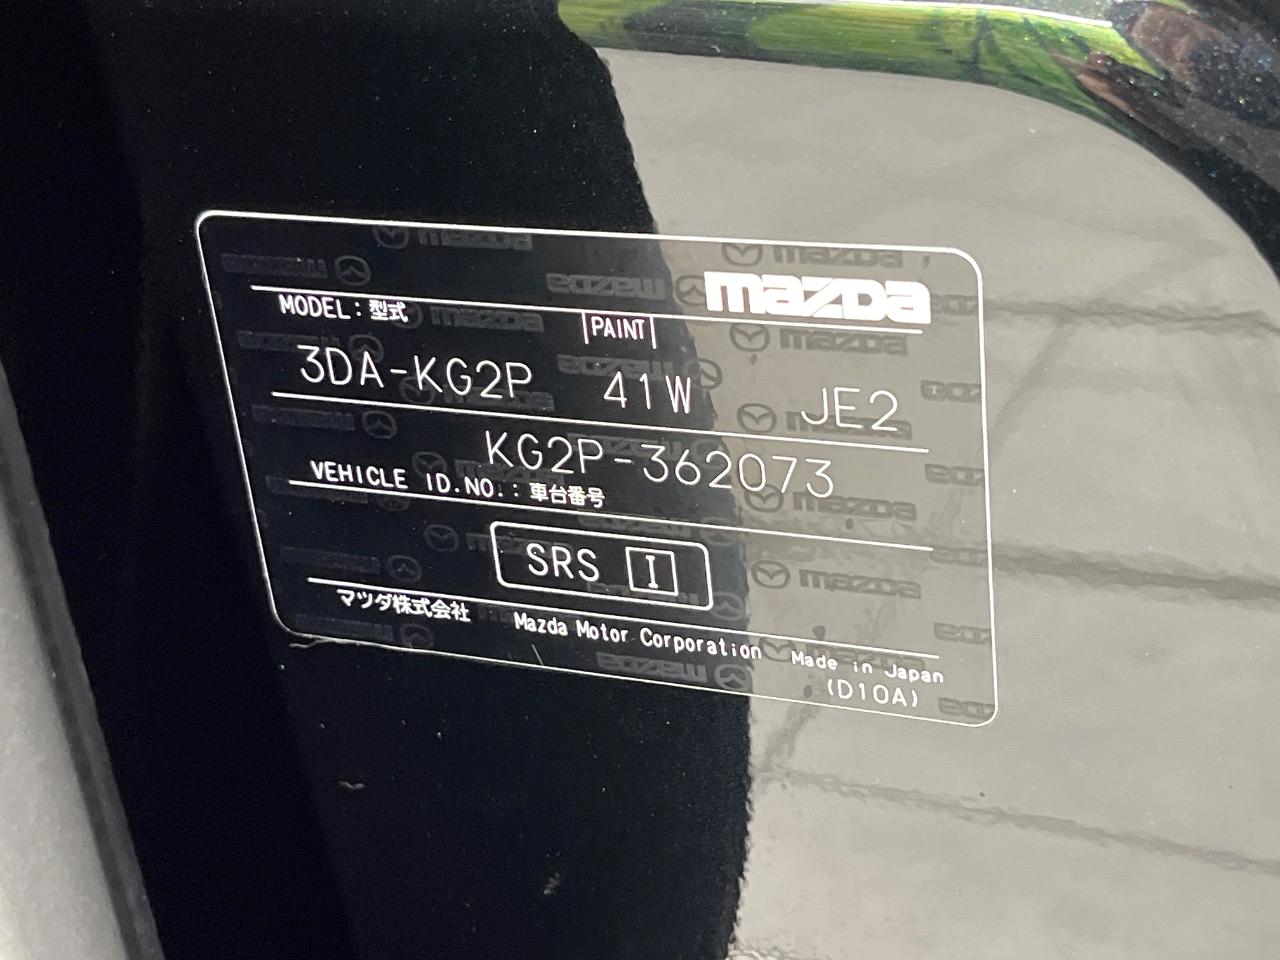 mazda
MODEL : 型式 PAINT
3DA-KG2P 41W JE2
KG2P-362073
VEHICLE ID.NO. : 車台番号
SRS I
マツダ株式会社 Mazda Motor Corporation Made in Japan
(D10A)